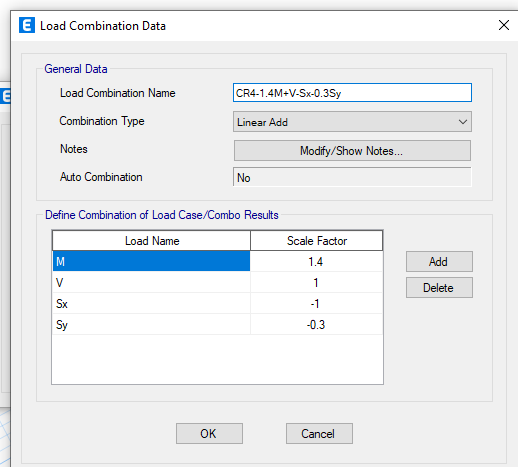 E Load Combination Data
General Data
Load Combination Name CR4-1.4M+V-Sx-0.3Sy
Combination Type Linear Add
Notes Modify/Show Notes...
Auto Combination No
Define Combination of Load Case/Combo Results
Load Name Scale Factor
M 1.4 Add
V 1 Delete
Sx -1
Sy -0.3
OK Cancel